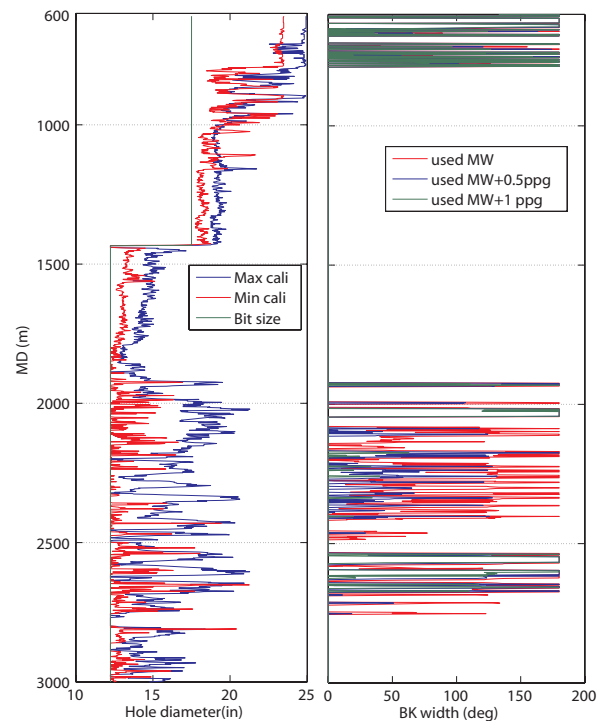 600
1000
1500
2000
2500
3000
MD (m)
10
15
20
25
Hole diameter(in)
Max cali
Min cali
Bit size
used MW
used MW+0.5ppg
used MW+1 ppg
0
50
100
150
200
BK width (deg)